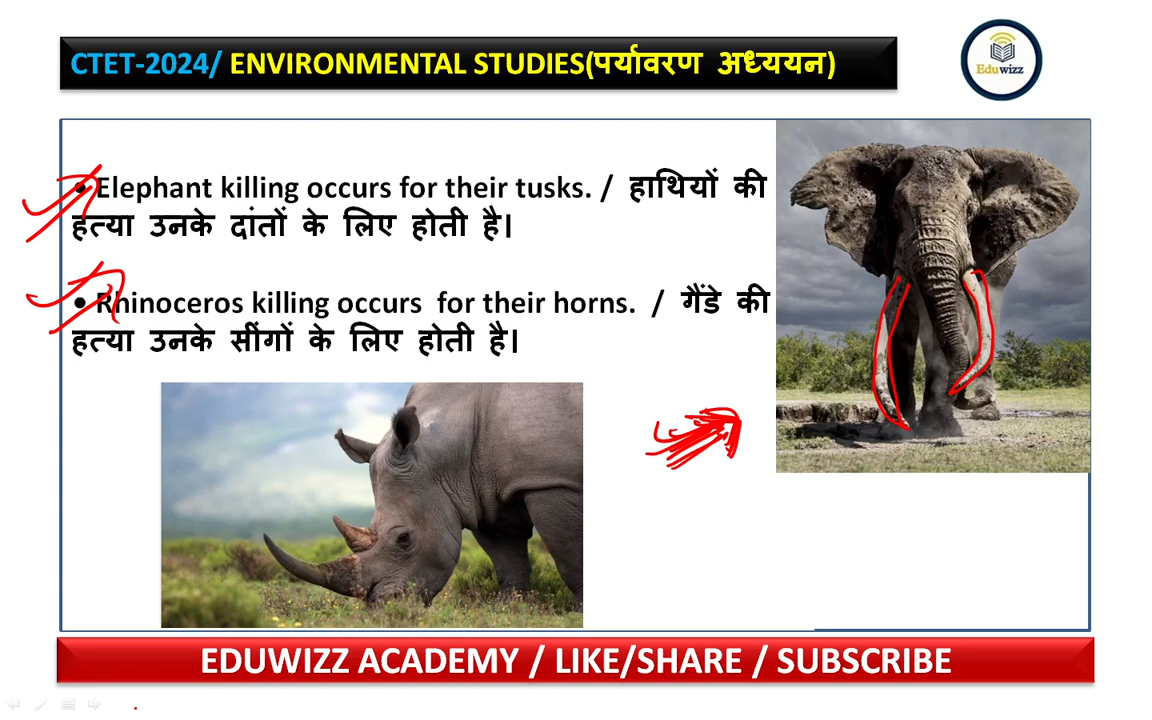 CTET-2024/ ENVIRONMENTAL STUDIES(पर्यावरण अध्ययन)
Eduwizz
• Elephant killing occurs for their tusks. / हाथियों की
हत्या उनके दांतों के लिए होती है।
• Rhinoceros killing occurs for their horns. / गैंडे की
हत्या उनके सींगों के लिए होती है।
EDUWIZZ ACADEMY / LIKE/SHARE / SUBSCRIBE